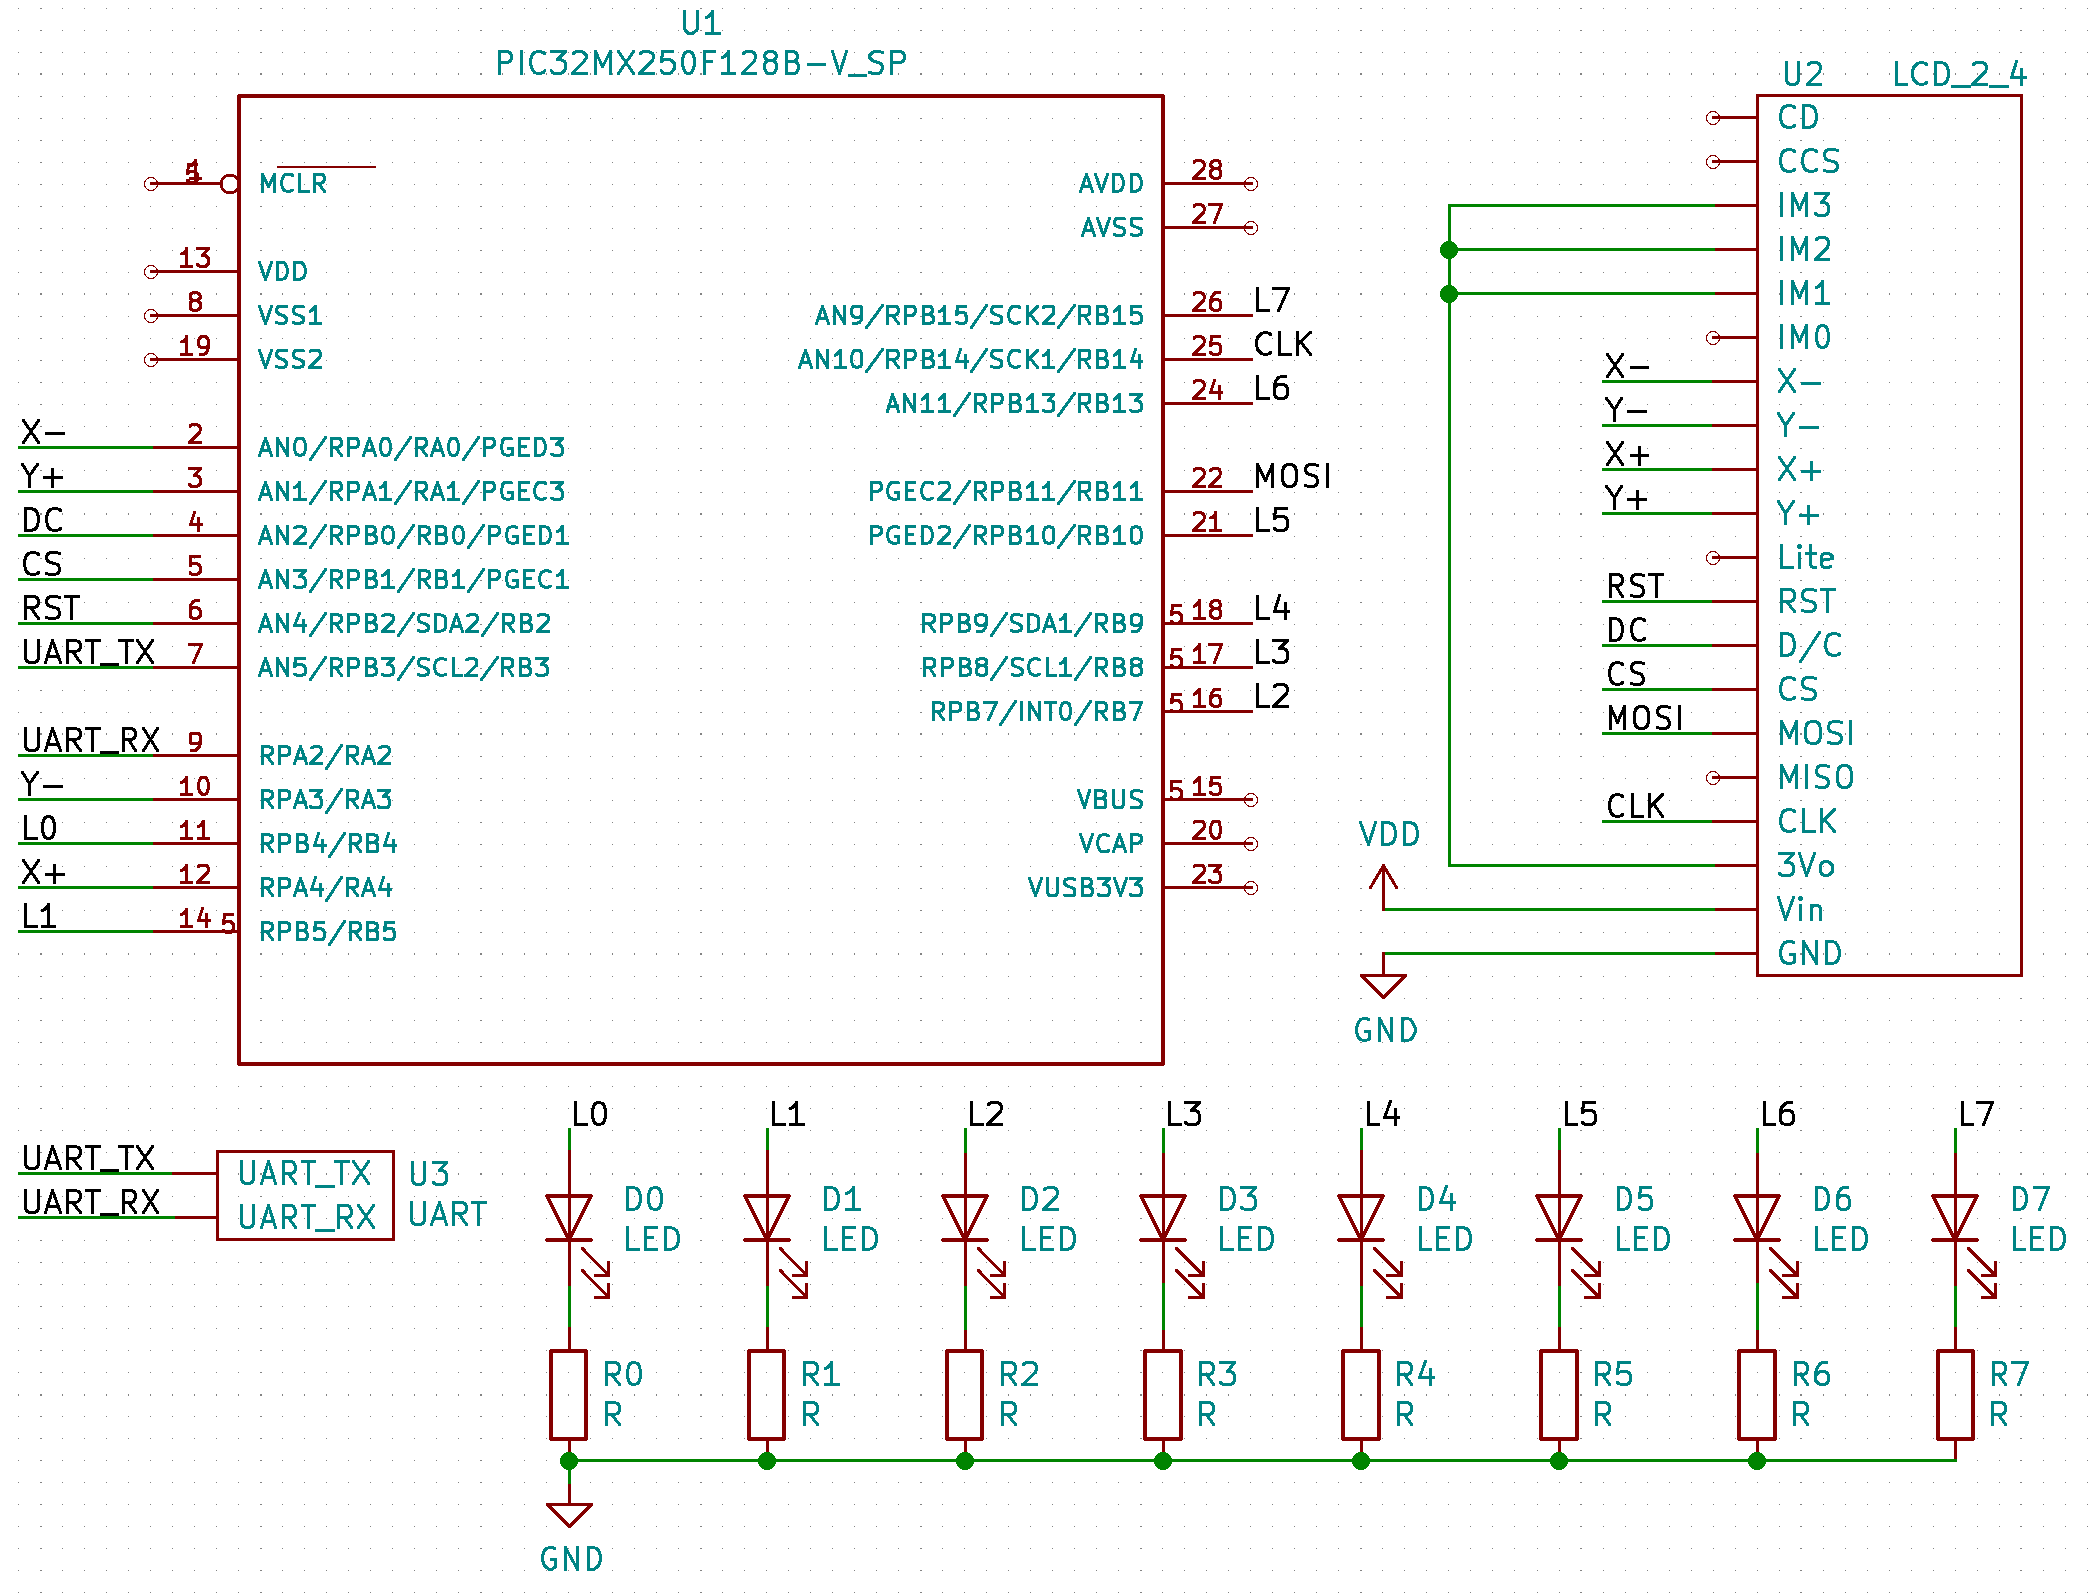 U1
PIC32MX250F128B-V_SP
MCLR
13 VDD
8 VSS1
19 VSS2
X- 2 AN0/RPA0/RA0/PGED3
Y+ 3 AN1/RPA1/RA1/PGEC3
DC 4 AN2/RPB0/RB0/PGED1
CS 5 AN3/RPB1/RB1/PGEC1
RST 6 AN4/RPB2/SDA2/RB2
UART_TX 7 AN5/RPB3/SCL2/RB3
UART_RX 9 RPA2/RA2
Y- 10 RPA3/RA3
L0 11 RPB4/RB4
X+ 12 RPA4/RA4
L1 14 5 RPB5/RB5
AVDD 28
AVSS 27
AN9/RPB15/SCK2/RB15 26 L7
AN10/RPB14/SCK1/RB14 25 CLK
AN11/RPB13/RB13 24 L6
PGEC2/RPB11/RB11 22 MOSI
PGED2/RPB10/RB10 21 L5
RPB9/SDA1/RB9 5 18 L4
RPB8/SCL1/RB8 5 17 L3
RPB7/INT0/RB7 5 16 L2
VBUS 5 15
VCAP 20
VUSB3V3 23
U2 LCD_2_4
CD
CCS
IM3
IM2
IM1
IM0
X- X-
Y- Y-
X+ X+
Y+ Y+
Lite
RST RST
DC D/C
CS CS
MOSI MOSI
MISO
CLK CLK
VDD
3Vo
Vin
GND
GND
UART_TX UART_TX U3
UART_RX UART_RX UART
L0 L1 L2 L3 L4 L5 L6 L7
D0 D1 D2 D3 D4 D5 D6 D7
LED LED LED LED LED LED LED LED
R0 R1 R2 R3 R4 R5 R6 R7
R R R R R R R R
GND